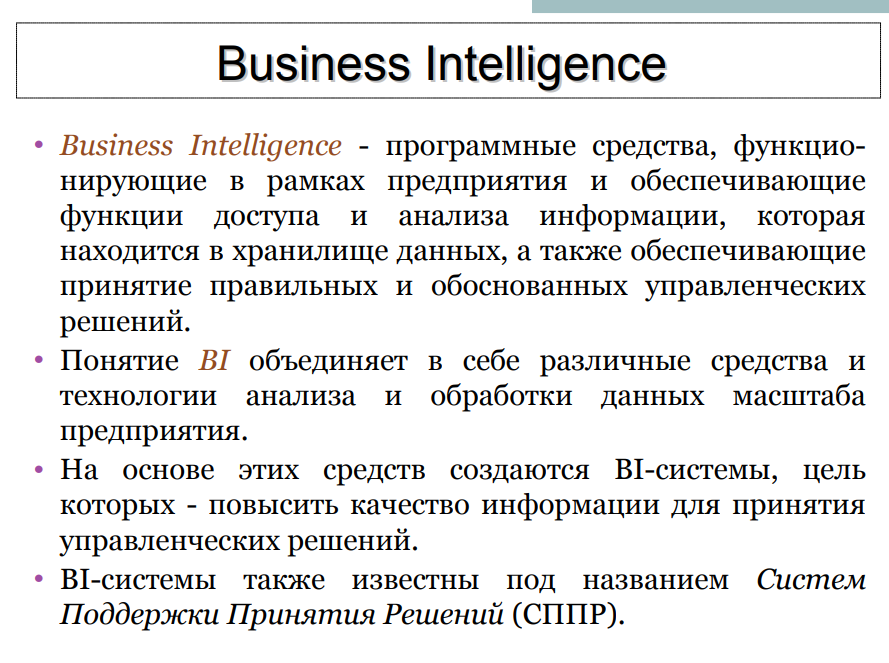 Business Intelligence
• Business Intelligence - программные средства, функцио-
нирующие в рамках предприятия и обеспечивающие
функции доступа и анализа информации, которая
находится в хранилище данных, а также обеспечивающие
принятие правильных и обоснованных управленческих
решений.
• Понятие BI объединяет в себе различные средства и
технологии анализа и обработки данных масштаба
предприятия.
• На основе этих средств создаются BI-системы, цель
которых - повысить качество информации для принятия
управленческих решений.
• BI-системы также известны под названием Систем
Поддержки Принятия Решений (СППР).